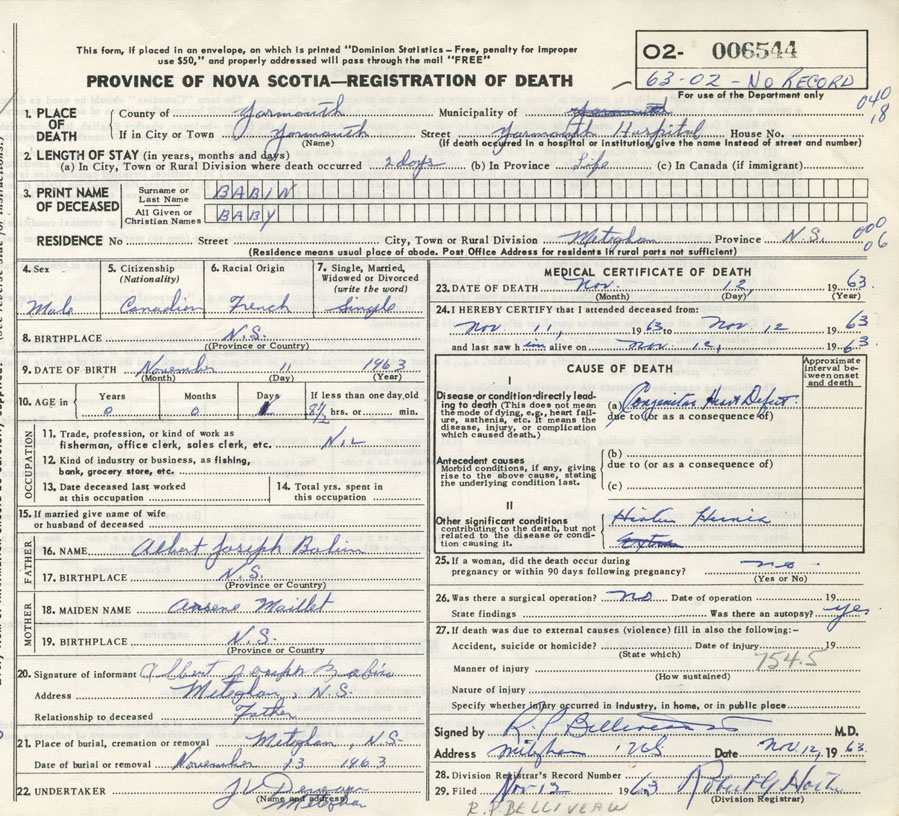 This form, if placed in an envelope, on which is printed "Dominion Statistics – Free, penalty for improper
use $50," and properly addressed will pass through the mail "FREE"
PROVINCE OF NOVA SCOTIA—REGISTRATION OF DEATH
O2- 006544
63-02 - NO RECORD
For use of the Department only
040
18
1. PLACE OF DEATH
County of Yarmouth Municipality of Yarmouth
If in City or Town Yarmouth Street Yarmouth Hospital House No.
(Name) (If death occurred in a hospital or institution, give the name instead of street and number)
2. LENGTH OF STAY (in years, months and days)
(a) In City, Town or Rural Division where death occurred 2 days (b) In Province Life (c) In Canada (if immigrant)
3. PRINT NAME OF DECEASED
Surname or Last Name BABIN
All Given or Christian Names BABY
RESIDENCE No Street City, Town or Rural Division Meteghan Province N.S.
000
06
(Residence means usual place of abode. Post Office Address for residents in rural parts not sufficient)
4. Sex Male
5. Citizenship (Nationality) Canadian
6. Racial Origin French
7. Single, Married, Widowed or Divorced (write the word) Single
8. BIRTHPLACE N.S.
(Province or Country)
9. DATE OF BIRTH November 11 1963
(Month) (Day) (Year)
10. AGE in Years 0 Months 0 Days If less than one day, old hrs. or min.
OCCUPATION
11. Trade, profession, or kind of work as fisherman, office clerk, sales clerk, etc. NIL
12. Kind of industry or business, as fishing, bank, grocery store, etc.
13. Date deceased last worked at this occupation
14. Total yrs. spent in this occupation
15. If married give name of wife or husband of deceased
FATHER
16. NAME Albert Joseph Babin
17. BIRTHPLACE N.S.
(Province or Country)
MOTHER
18. MAIDEN NAME Arsene Maillet
19. BIRTHPLACE N.S.
(Province or Country)
20. Signature of informant Albert Joseph Babin
Address Meteghan, N.S.
Relationship to deceased Father
21. Place of burial, cremation or removal Meteghan, N.S.
Date of burial or removal November 13 1963
22. UNDERTAKER
(Name and address)
Meteghan
MEDICAL CERTIFICATE OF DEATH
23. DATE OF DEATH Nov. 12, 1963
(Month) (Day) (Year)
24. I HEREBY CERTIFY that I attended deceased from:
Nov. 11, 1963 to Nov 12 1963
and last saw him alive on Nov. 12, 1963
CAUSE OF DEATH
Approximate interval between onset and death
I
Disease or condition directly leading to death (This does not mean the mode of dying, e.g., heart failure, asthenia, etc. It means the disease, injury, or complication which caused death.)
(a) Congenital Heart Defect
due to (or as a consequence of)
Antecedent causes
Morbid conditions, if any, giving rise to the above cause, stating the underlying condition last.
(b)
due to (or as a consequence of)
(c)
II
Other significant conditions contributing to the death, but not related to the disease or condition causing it.
Hiatus Hernia
25. If a woman, did the death occur during pregnancy or within 90 days following pregnancy? no
(Yes or No)
26. Was there a surgical operation? no Date of operation 19
State findings Was there an autopsy? yes
27. If death was due to external causes (violence) fill in also the following:–
Accident, suicide or homicide? Date of injury 19
(State which)
754.5
Manner of injury
(How sustained)
Nature of injury
Specify whether injury occurred in industry, in home, or in public place
Signed by R.P. Belliveau M.D.
Address Meteghan N.S. Date Nov 12, 1963
28. Division Registrar's Record Number
29. Filed Nov 12 1963
(Division Registrar)
R.P. BELLIVEAU